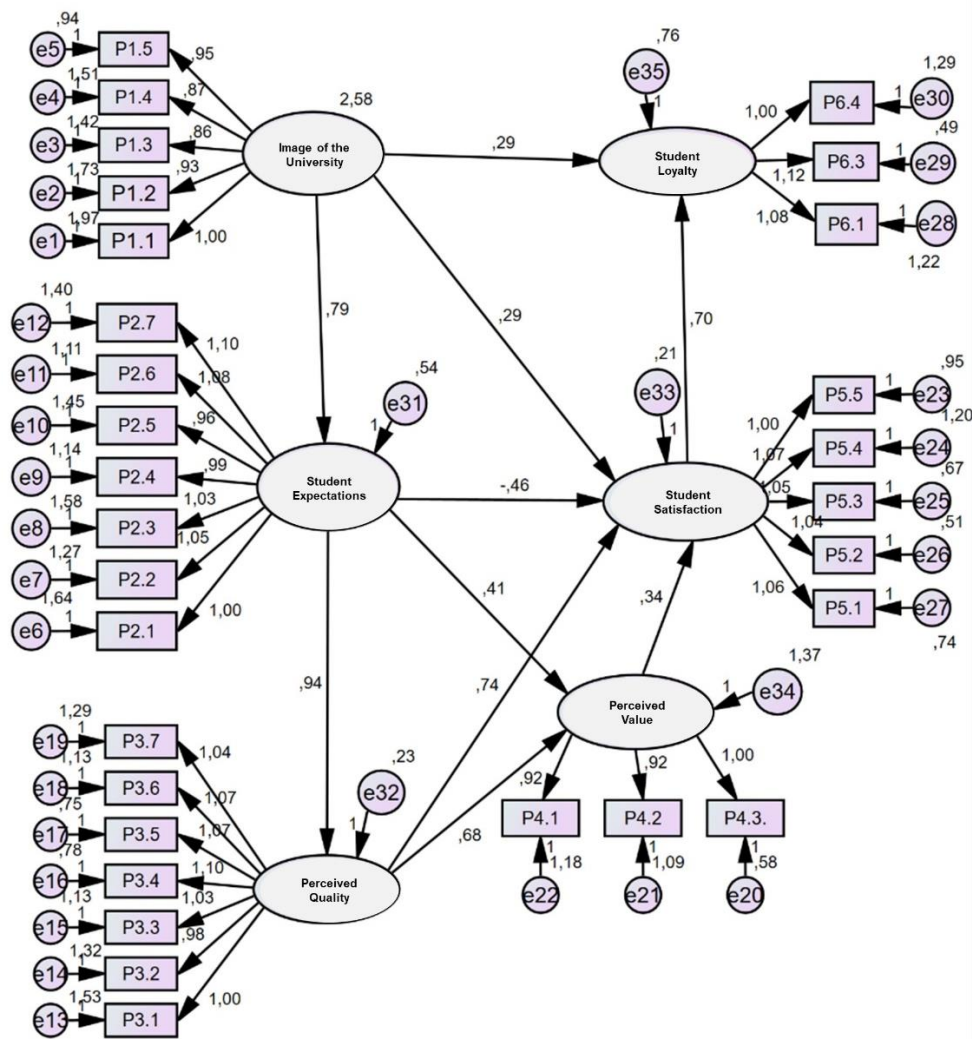 ,94
e5 1 P1.5 ,95
1,51
e4 1 P1.4 ,87
1,42
e3 1 P1.3 ,86
1,73
e2 1 P1.2 ,93
1,97
e1 1 P1.1 1,00
2,58
Image of the
University
,29
,76
e35
1
Student
Loyalty
1,00 P6.4 1 e30 1,29
1,12 P6.3 1 e29 ,49
1,08 P6.1 1 e28
1,22
,79
,29
,70
1,40
e12 1 P2.7 1,10
1,11
e11 1 P2.6 1,08
1,45
e10 1 P2.5 ,96
1,14
e9 1 P2.4 ,99
1,58
e8 1 P2.3 1,03
1,27
e7 1 P2.2 1,05
1,64
e6 1 P2.1 1,00
,54
e31
1
Student
Expectations
-,46
,21
e33
1
Student
Satisfaction
1,00 P5.5 1 e23 ,95
1,07 P5.4 1 e24 1,20
1,05 P5.3 1 e25 ,67
1,04 P5.2 1 e26 ,51
1,06 P5.1 1 e27
,74
,41
,34
,94
,74
,68
1,37
e34
1
Perceived
Value
,92 ,92 1,00
P4.1 P4.2 P4.3.
1 1 1
1,18 1,09 ,58
e22 e21 e20
1,29
e19 1 P3.7 1,04
1,13
e18 1 P3.6 1,07
,75
e17 1 P3.5 1,07
,78
e16 1 P3.4 1,10
1,13
e15 1 P3.3 1,03
1,32
e14 1 P3.2 ,98
1,53
e13 1 P3.1 1,00
,23
e32
1
Perceived
Quality